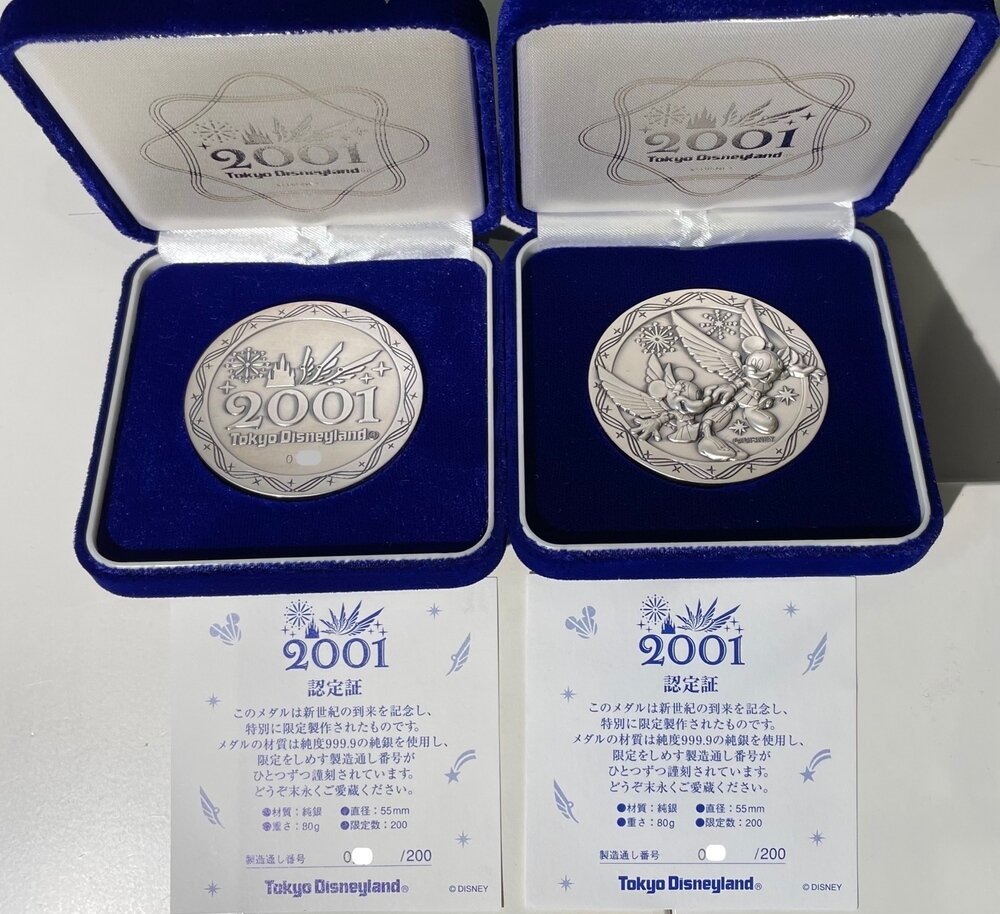 2001
Tokyo Disneyland®
2001
Tokyo Disneyland®
2001
Tokyo Disneyland®
0
©DISNEY
2001
認定証
このメダルは新世紀の到来を記念し、
特別に限定製作されたものです。
メダルの材質は純度999.9の純銀を使用し、
限定をしめす製造通し番号が
ひとつずつ謹刻されています。
どうぞ末永くご愛蔵ください。
●材質：純銀 ●直径：55mm
●重さ：80g ●限定数：200
製造通し番号 0 /200
Tokyo Disneyland®
©DISNEY
2001
認定証
このメダルは新世紀の到来を記念し、
特別に限定製作されたものです。
メダルの材質は純度999.9の純銀を使用し、
限定をしめす製造通し番号が
ひとつずつ謹刻されています。
どうぞ末永くご愛蔵ください。
●材質：純銀 ●直径：55mm
●重さ：80g ●限定数：200
製造通し番号 0 /200
Tokyo Disneyland®
©DISNEY